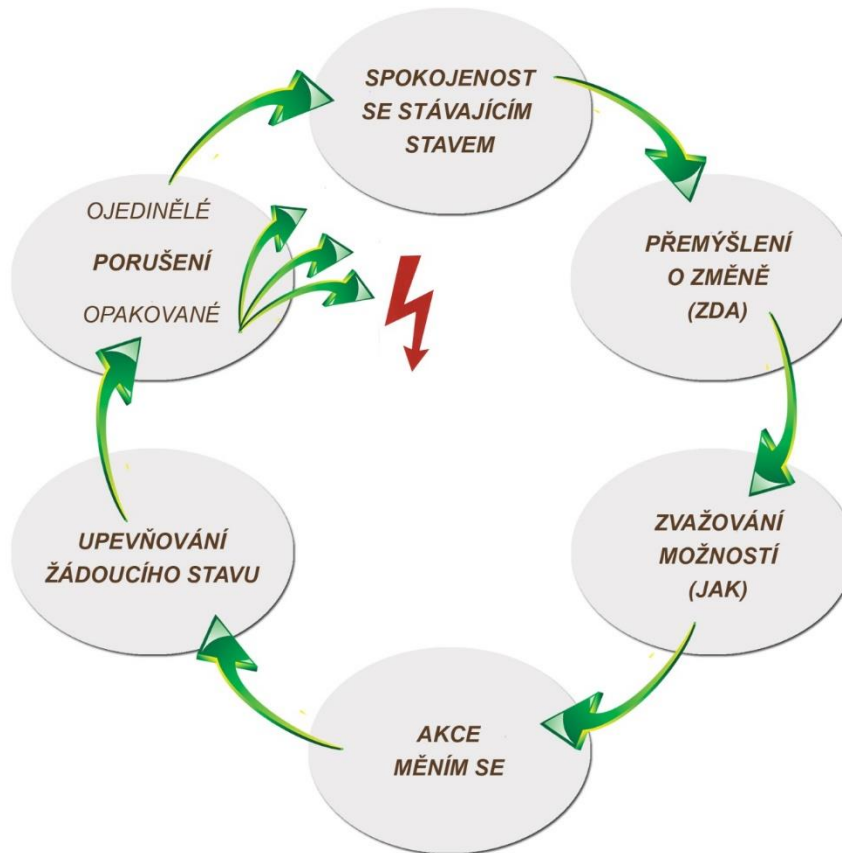 SPOKOJENOST
SE STÁVAJÍCÍM
STAVEM
PŘEMÝŠLENÍ
O ZMĚNĚ
(ZDA)
ZVAŽOVÁNÍ
MOŽNOSTÍ
(JAK)
AKCE
MĚNÍM SE
UPEVŇOVÁNÍ
ŽÁDOUCÍHO STAVU
OJEDINĚLÉ
PORUŠENÍ
OPAKOVANÉ